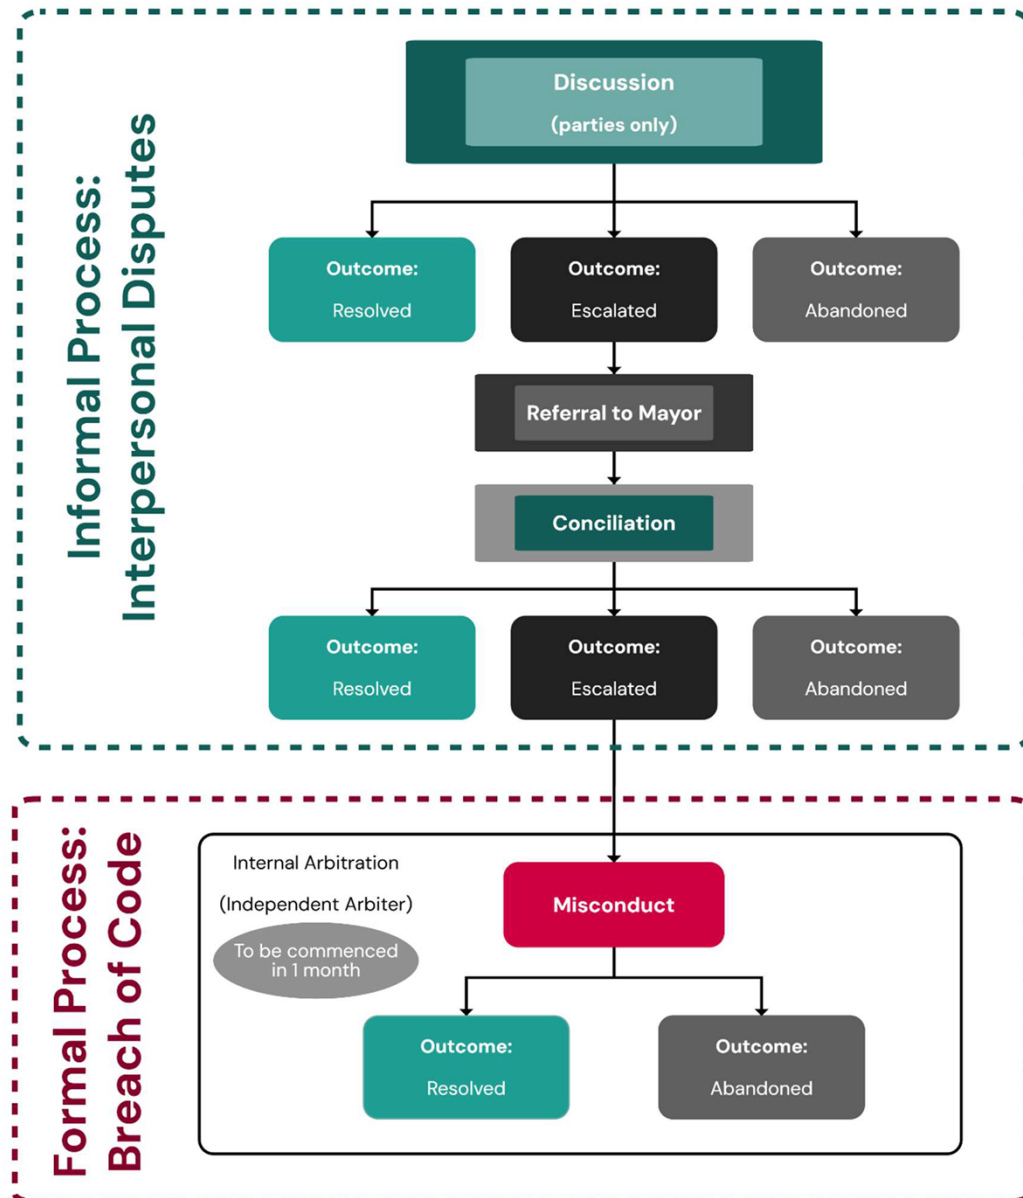 Informal Process:
Interpersonal Disputes
Discussion
(parties only)
Outcome:
Resolved
Outcome:
Escalated
Outcome:
Abandoned
Referral to Mayor
Conciliation
Outcome:
Resolved
Outcome:
Escalated
Outcome:
Abandoned
Formal Process:
Breach of Code
Internal Arbitration
(Independent Arbiter)
To be commenced
in 1 month
Misconduct
Outcome:
Resolved
Outcome:
Abandoned